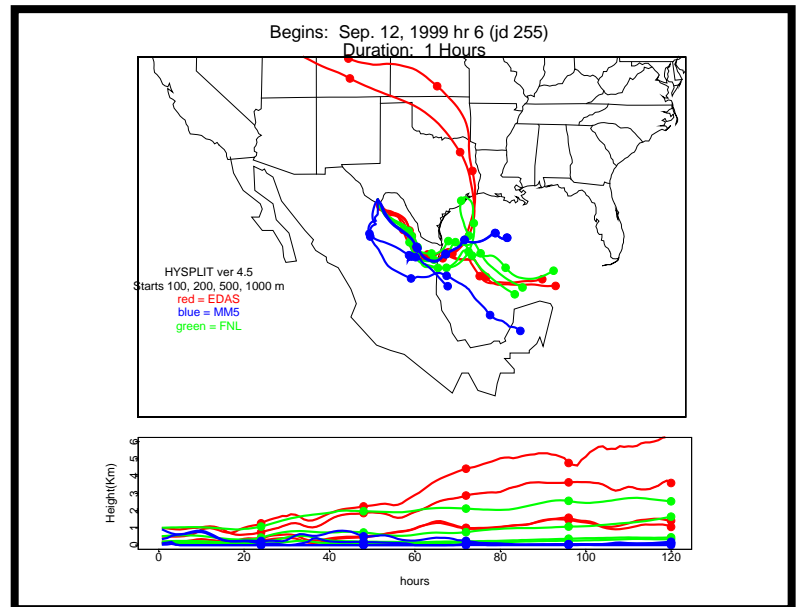 Begins:  Sep. 12, 1999 hr 6 (jd 255)
Duration:  1 Hours
HYSPLIT ver 4.5
Starts 100, 200, 500, 1000 m
red = EDAS
blue = MM5
green = FNL
Height(Km)
6
5
4
3
2
1
0
0 20 40 60 80 100 120
hours